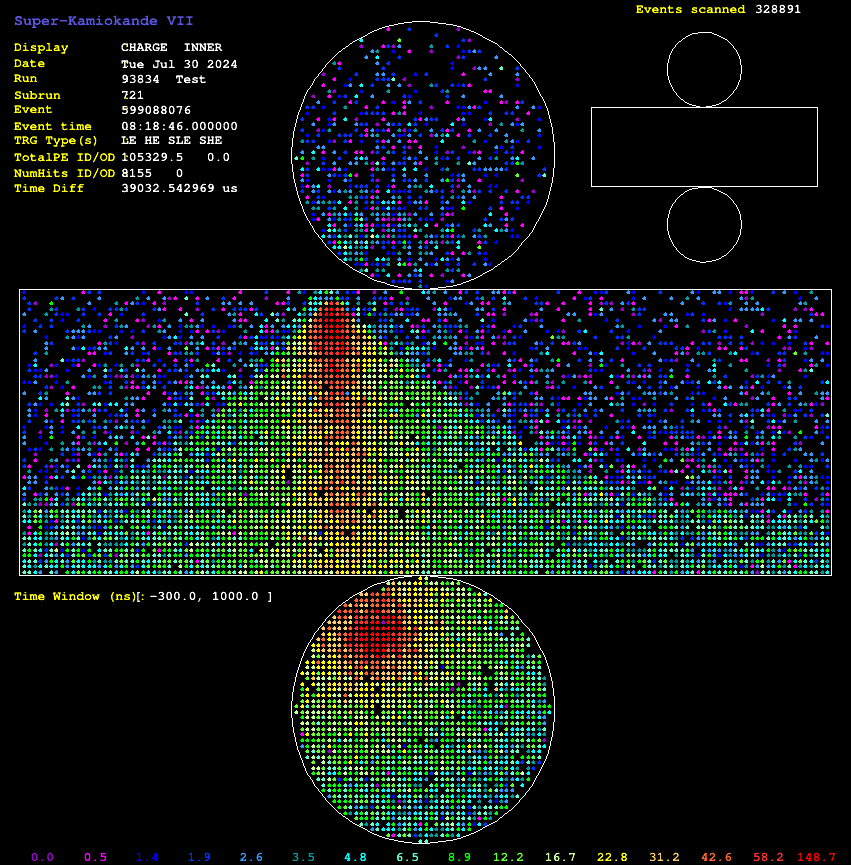 Super-Kamiokande VII
Events scanned 328891
Display CHARGE INNER
Date Tue Jul 30 2024
Run 93834 Test
Subrun 721
Event 599088076
Event time 08:18:46.000000
TRG Type(s) LE HE SLE SHE
TotalPE ID/OD 105329.5 0.0
NumHits ID/OD 8155 0
Time Diff 39032.542969 us
Time Window (ns)[: −300.0, 1000.0 ]
0.0 0.5 1.4 1.9 2.6 3.5 4.8 6.5 8.9 12.2 16.7 22.8 31.2 42.6 58.2 148.7